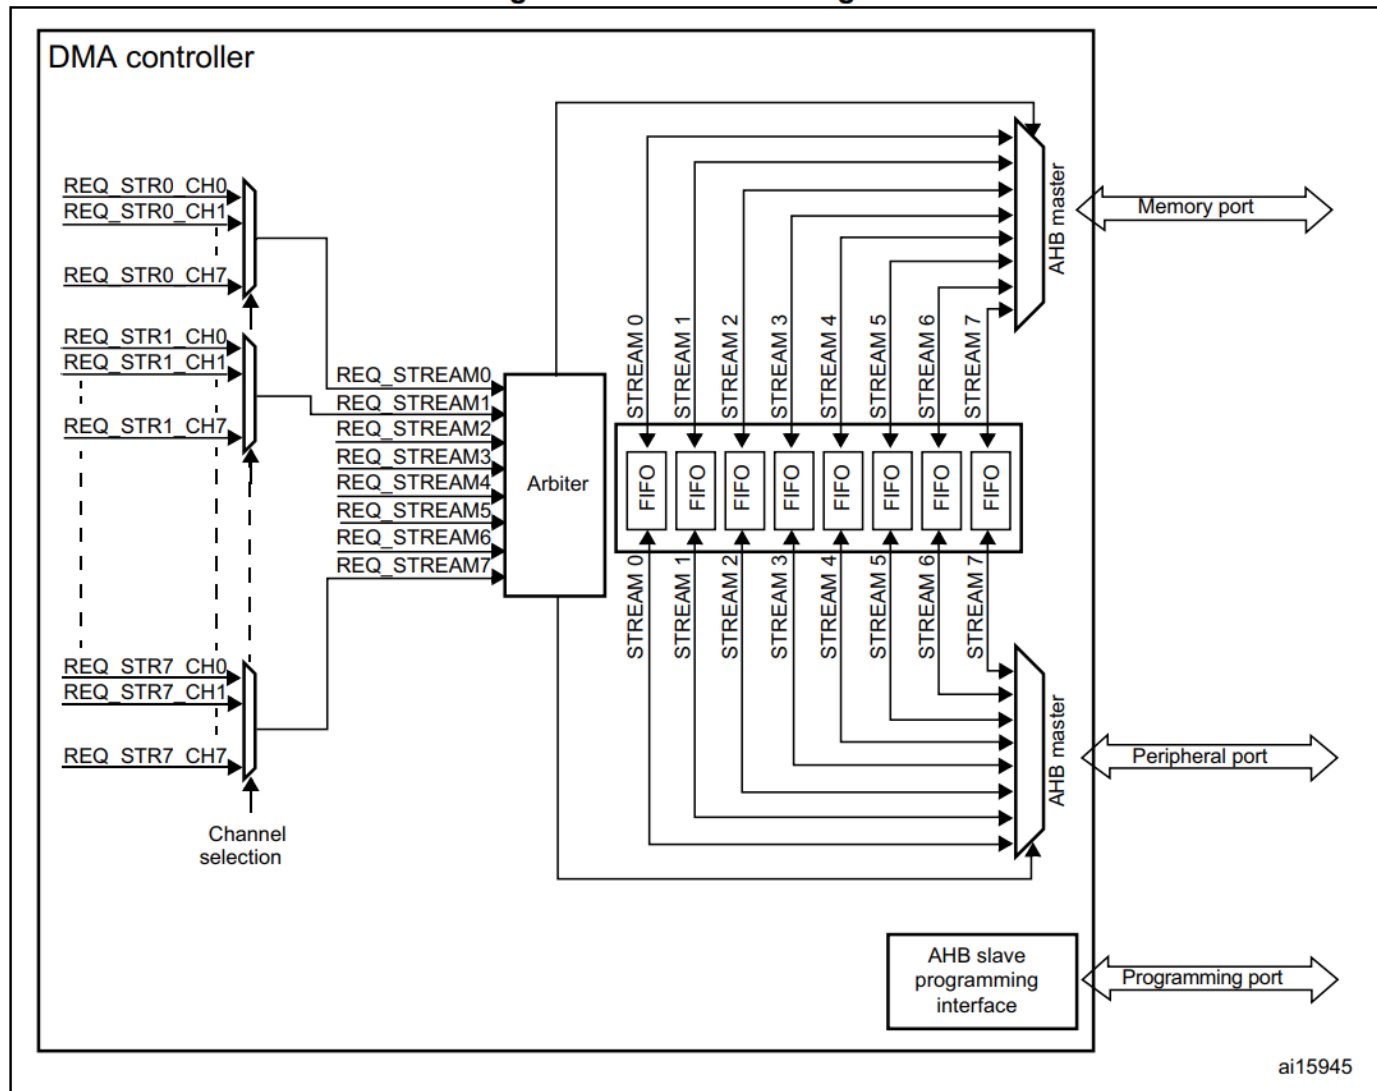 DMA controller
REQ_STR0_CH0
REQ_STR0_CH1
REQ_STR0_CH7
REQ_STR1_CH0
REQ_STR1_CH1
REQ_STR1_CH7
REQ_STR7_CH0
REQ_STR7_CH1
REQ_STR7_CH7
Channel
selection
REQ_STREAM0
REQ_STREAM1
REQ_STREAM2
REQ_STREAM3
REQ_STREAM4
REQ_STREAM5
REQ_STREAM6
REQ_STREAM7
Arbiter
STREAM 0
STREAM 1
STREAM 2
STREAM 3
STREAM 4
STREAM 5
STREAM 6
STREAM 7
FIFO
FIFO
FIFO
FIFO
FIFO
FIFO
FIFO
FIFO
STREAM 0
STREAM 1
STREAM 2
STREAM 3
STREAM 4
STREAM 5
STREAM 6
STREAM 7
AHB master
Memory port
AHB master
Peripheral port
AHB slave
programming
interface
Programming port
ai15945